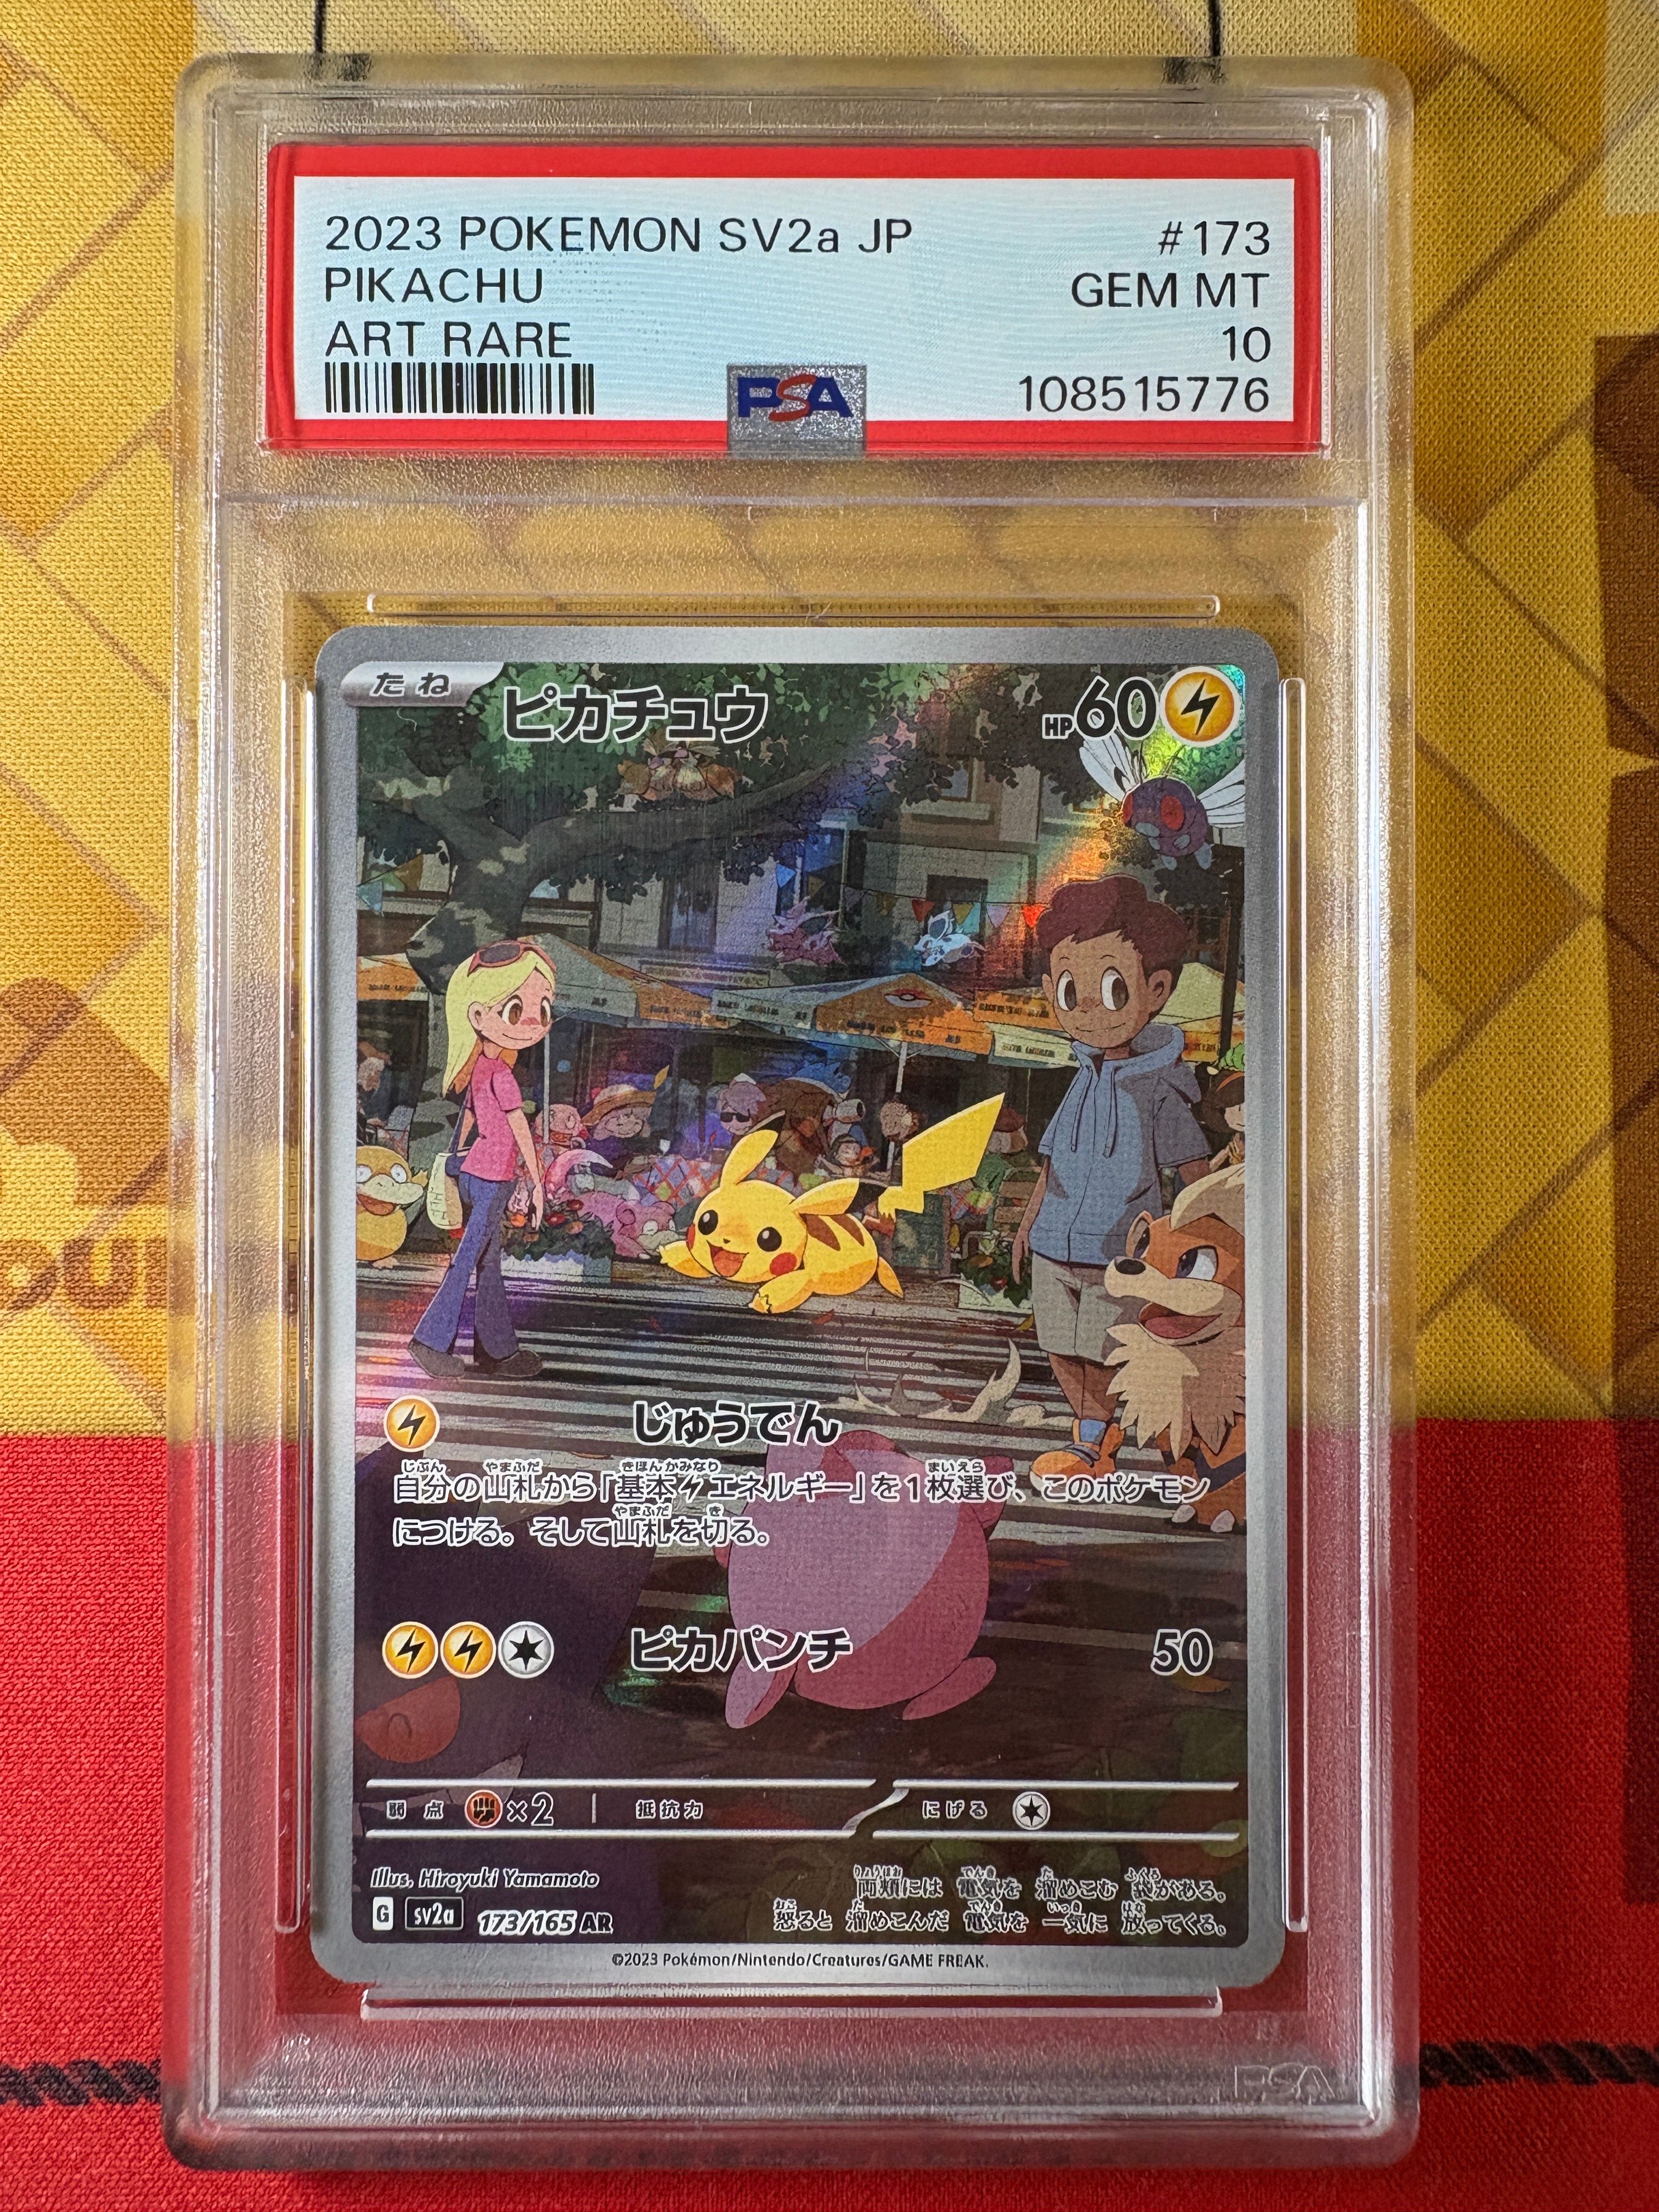 2023 POKEMON SV2a JP #173
PIKACHU GEM MT
ART RARE 10
PSA 108515776
たね ピカチュウ HP60
じゅうでん
自分の山札から「基本エネルギー」を1枚選び、このポケモン
につける。そして山札を切る。
ピカパンチ 50
弱点 ×2 抵抗力 にげる
Illus. Hiroyuki Yamamoto
両頬には 電気を 溜めこむ 袋がある。
怒ると 溜めこんだ 電気を 一気に 放ってくる。
G sv2a 173/165 AR
©2023 Pokémon/Nintendo/Creatures/GAME FREAK.
PSA